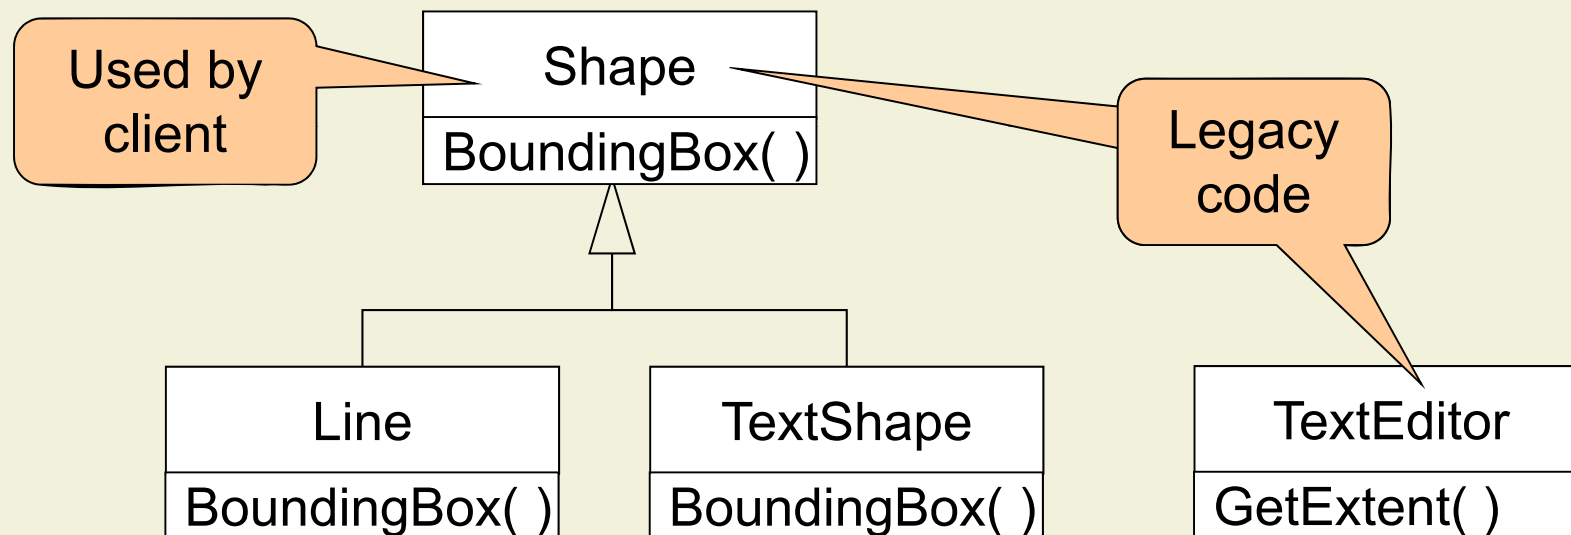 Used by
client
Shape
BoundingBox( )
Legacy
code
Line
BoundingBox( )
TextShape
BoundingBox( )
TextEditor
GetExtent( )